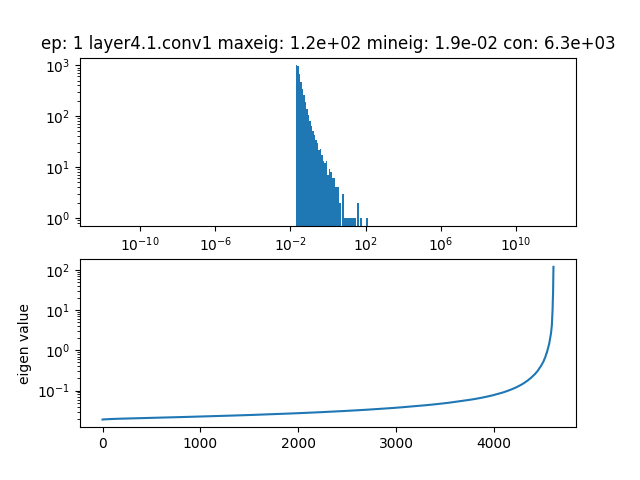 ep: 1 layer4.1.conv1 maxeig: 1.2e+02 mineig: 1.9e-02 con: 6.3e+03
10³
10²
10¹
10⁰
10⁻¹⁰ 10⁻⁶ 10⁻² 10² 10⁶ 10¹⁰
eigen value
10²
10¹
10⁰
10⁻¹
0 1000 2000 3000 4000